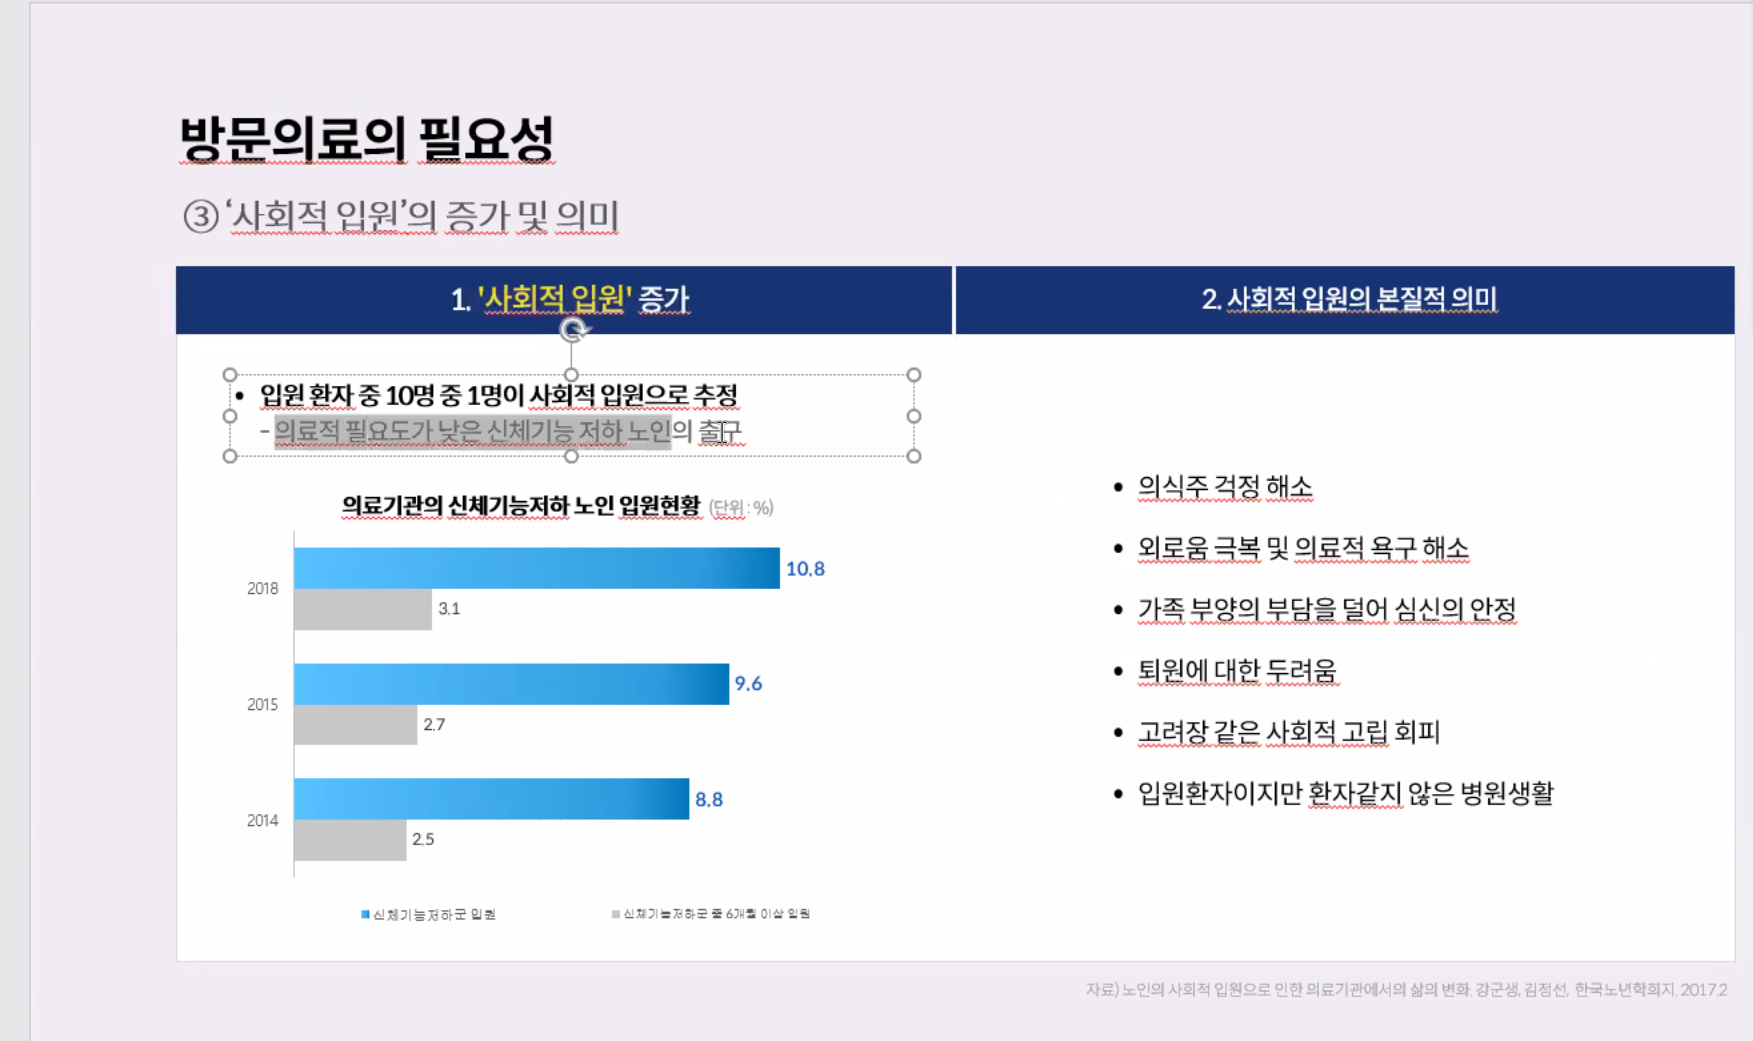 방문의료의 필요성
③ ‘사회적 입원’의 증가 및 의미
1. '사회적 입원' 증가
2. 사회적 입원의 본질적 의미
• 입원 환자 중 10명 중 1명이 사회적 입원으로 추정
– 의료적 필요도가 낮은 신체기능 저하 노인의 출구
의료기관의 신체기능저하 노인 입원현황 (단위 : %)
2018
10.8
3.1
2015
9.6
2.7
2014
8.8
2.5
신체기능저하군 입원
신체기능저하군 중 6개월 이상 입원
• 의식주 걱정 해소
• 외로움 극복 및 의료적 욕구 해소
• 가족 부양의 부담을 덜어 심신의 안정
• 퇴원에 대한 두려움
• 고려장 같은 사회적 고립 회피
• 입원환자이지만 환자같지 않은 병원생활
자료) 노인의 사회적 입원으로 인한 의료기관에서의 삶의 변화. 강군생, 김정선, 한국노년학회지. 2017.2